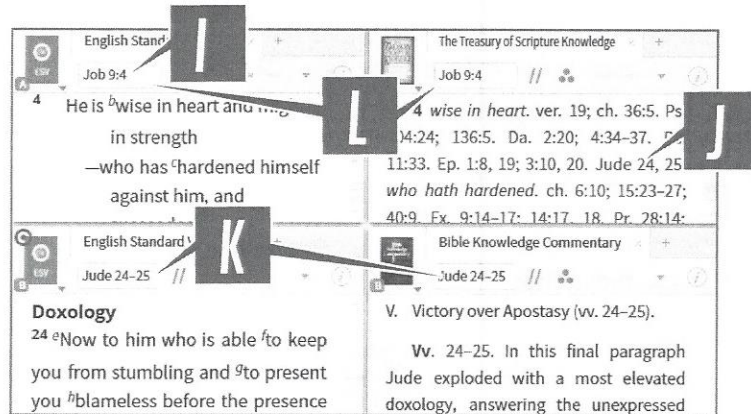 English Stand
+
ESV
Job 9:4
A
4 He is bwise in heart and mig
in strength
—who has chardened himself
against him, and
The Treasury of Scripture Knowledge
× +
Job 9:4 //
4 wise in heart. ver. 19; ch. 36:5. Ps
04:24; 136:5. Da. 2:20; 4:34–37.
11:33. Ep. 1:8, 19; 3:10, 20. Jude 24, 25
who hath hardened. ch. 6:10; 15:23–27;
40:9. Ex. 9:14–17; 14:17, 18. Pr. 28:14;
I
L
J
English Standard V
+
ESV
Jude 24–25 //
B
Doxology
24 eNow to him who is able fto keep
you from stumbling and gto present
you hblameless before the presence
K
Bible Knowledge Commentary
× +
Jude 24–25 //
B
V. Victory over Apostasy (vv. 24–25).
Vv. 24–25. In this final paragraph
Jude exploded with a most elevated
doxology, answering the unexpressed